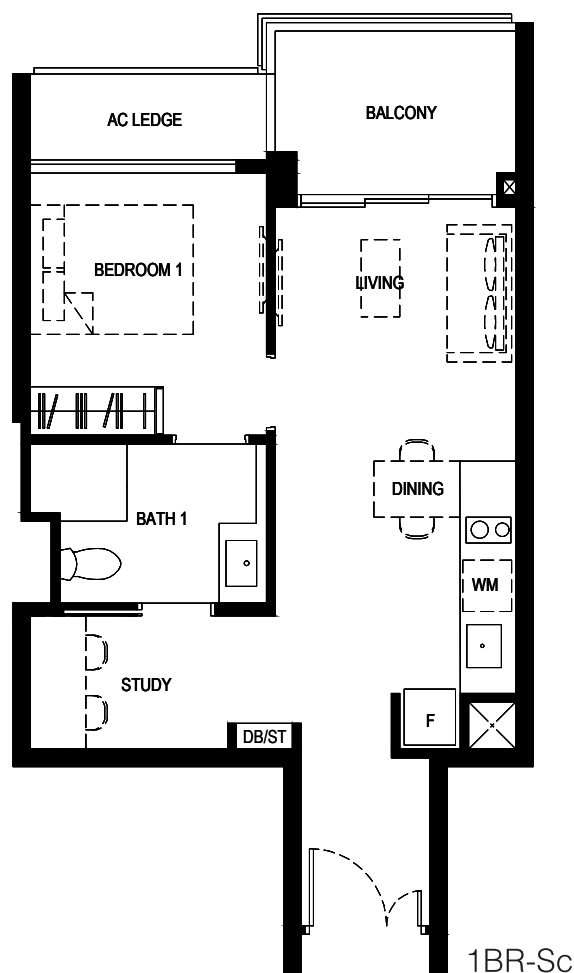 AC LEDGE
BALCONY
BEDROOM 1
LIVING
DINING
BATH 1
WM
STUDY
F
DB/ST
1BR-Sc